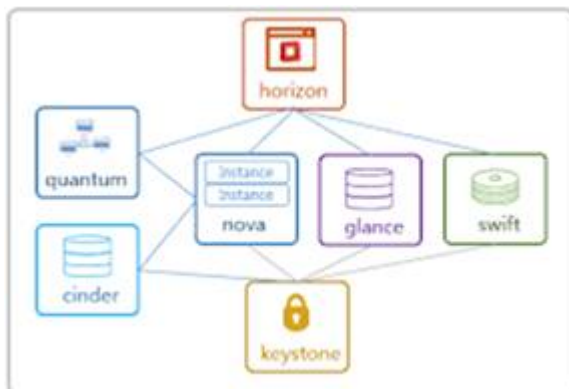 horizon
quantum
Instance
Instance
nova
glance
swift
cinder
keystone